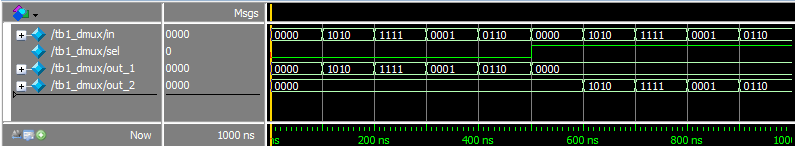 Msgs
/tb1_dmux/in 0000 0000 1010 1111 0001 0110 0000 1010 1111 0001 0110
/tb1_dmux/sel 0
/tb1_dmux/out_1 0000 0000 1010 1111 0001 0110 0000
/tb1_dmux/out_2 0000 0000 1010 1111 0001 0110
Now 1000 ns ns 200 ns 400 ns 600 ns 800 ns 1000